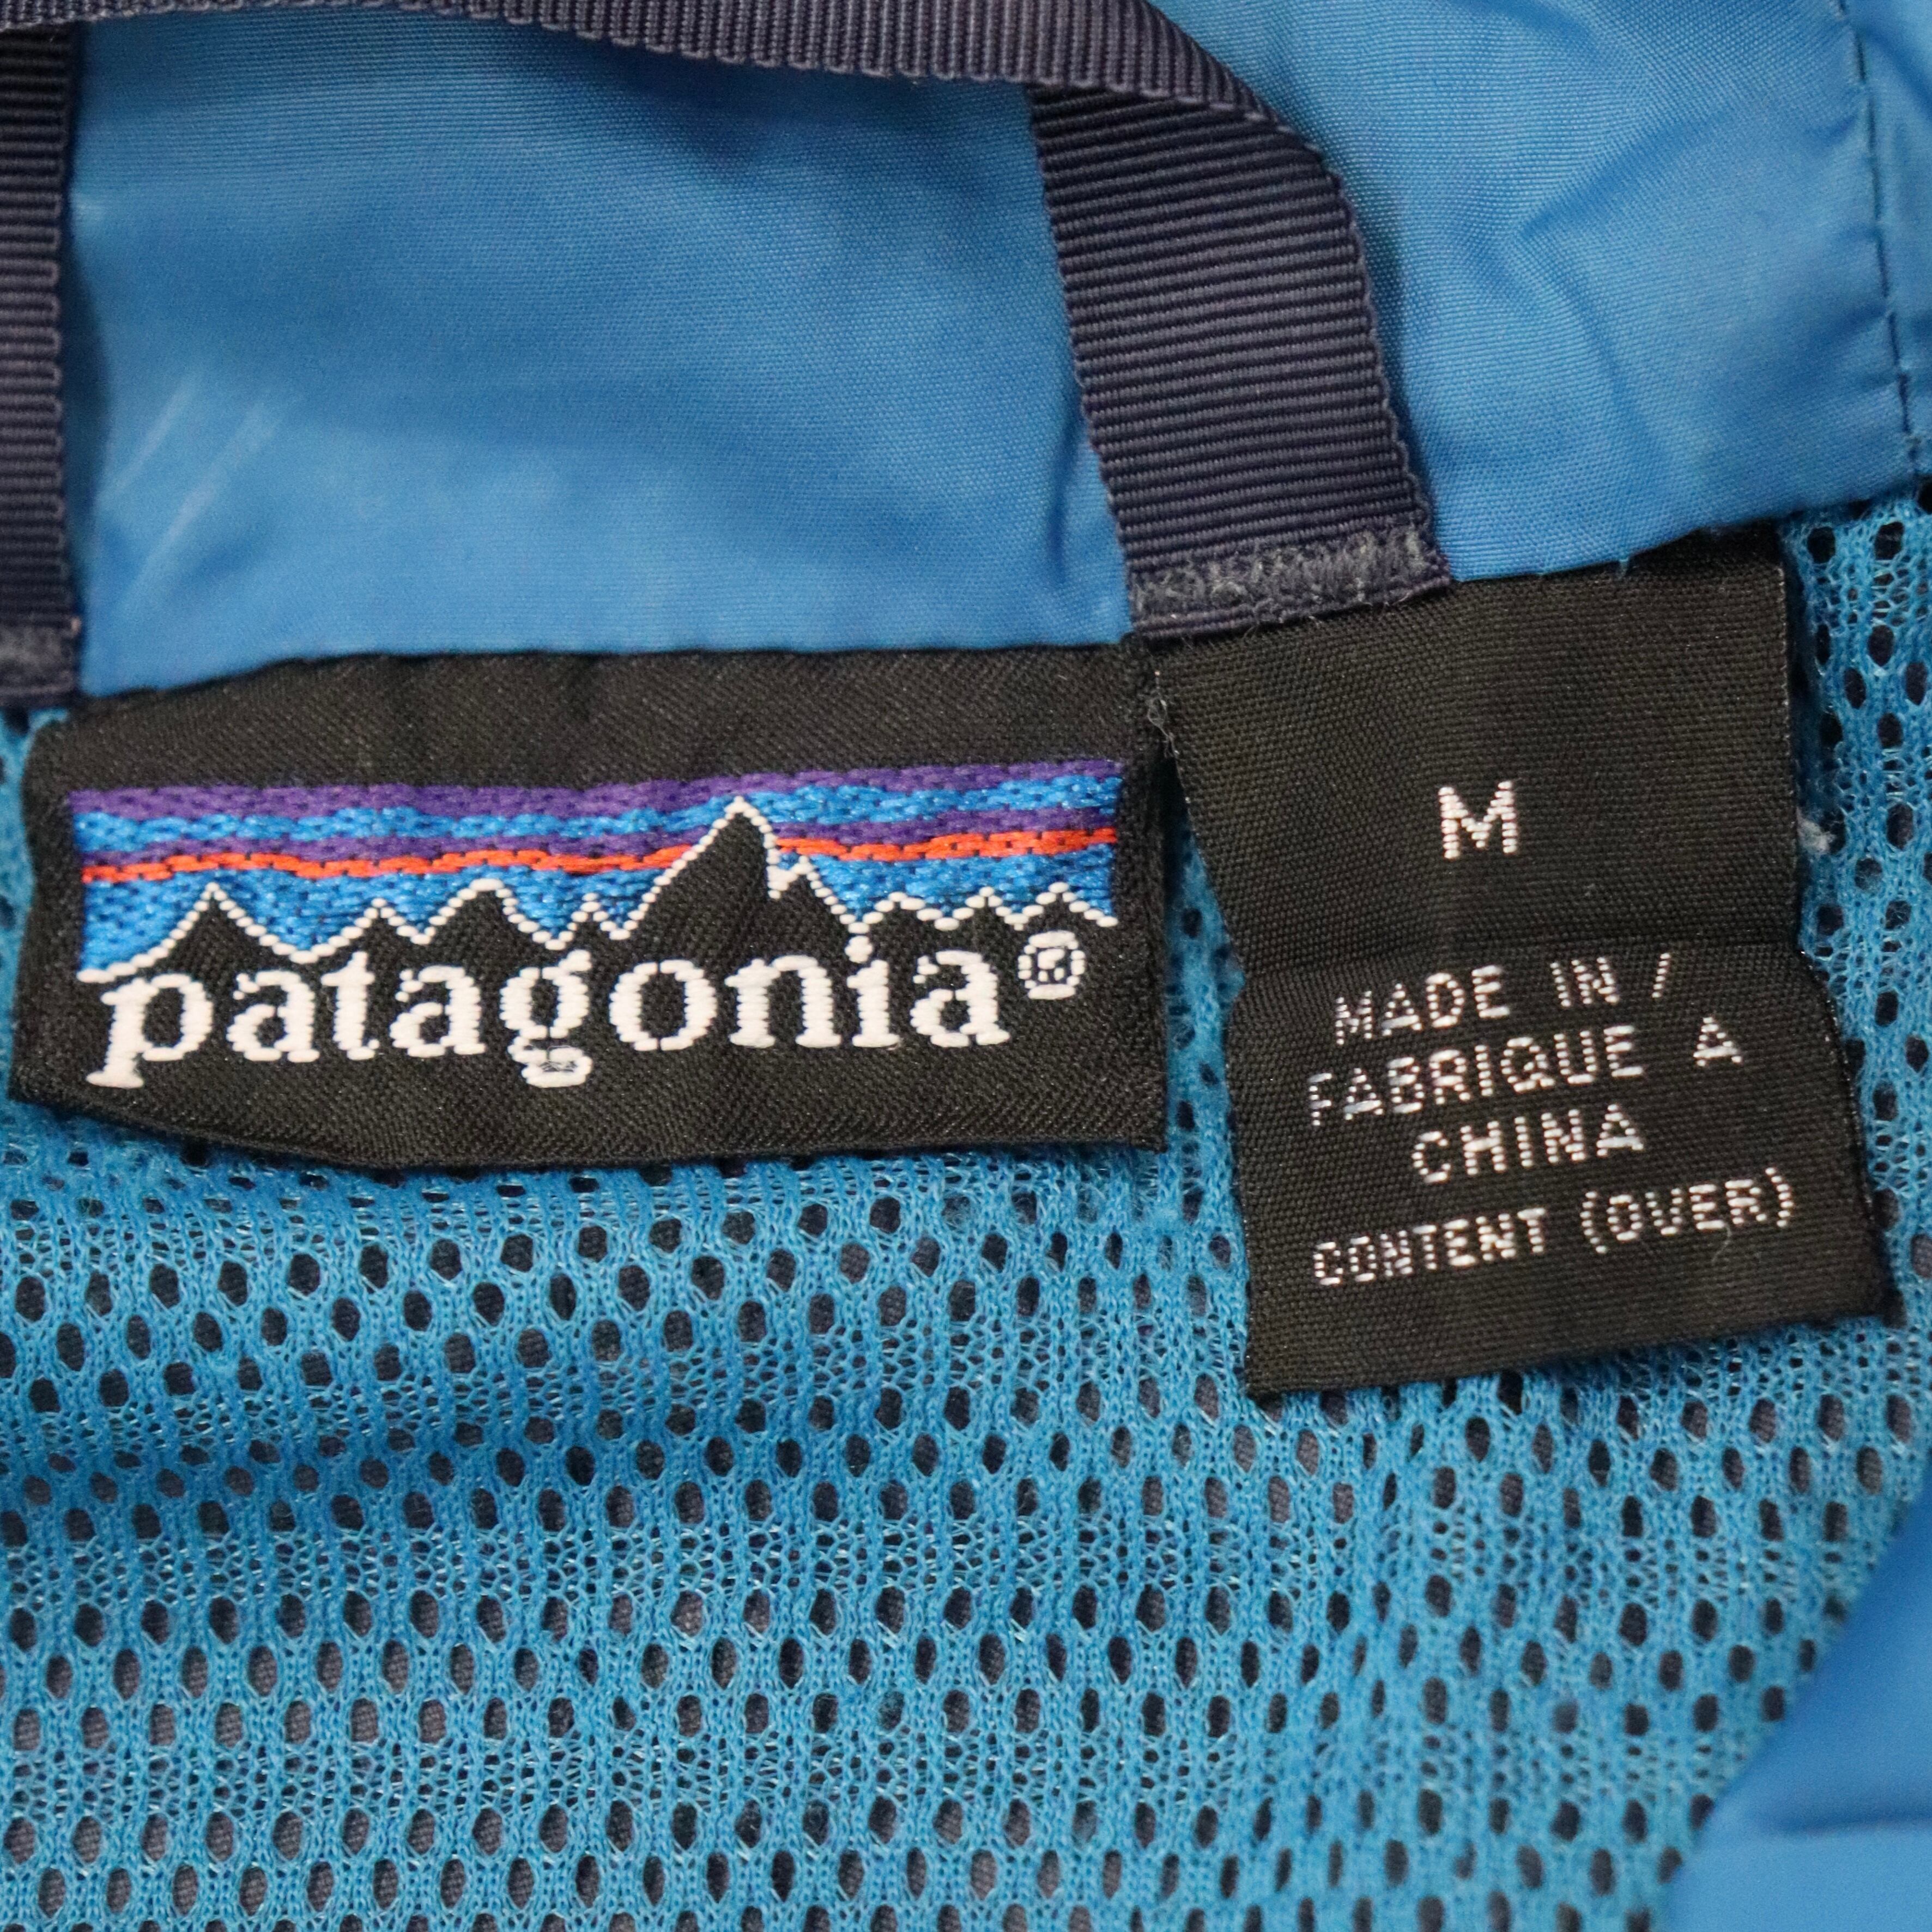 patagonia®
M
MADE IN /
FABRIQUE A
CHINA
CONTENT (OVER)